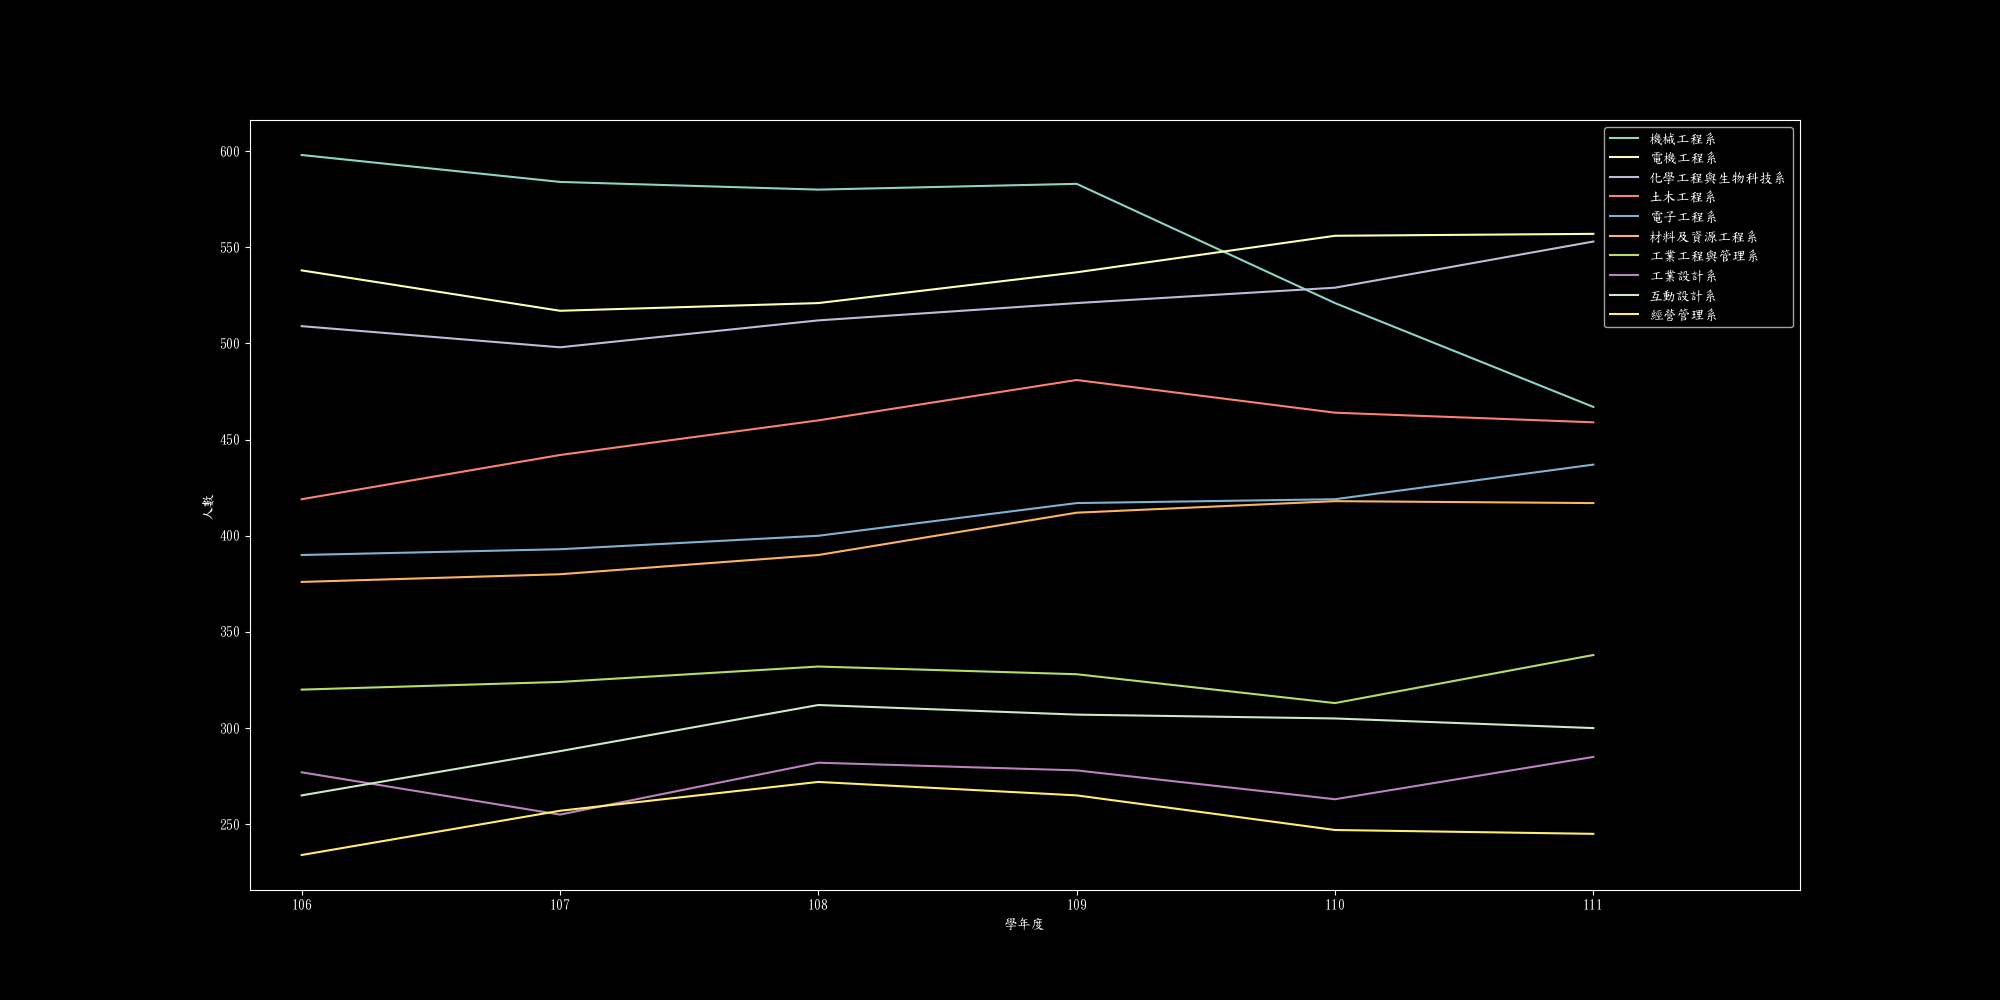 600
550
500
450
400
350
300
250
人數
106 107 108 109 110 111
學年度
機械工程系
電機工程系
化學工程與生物科技系
土木工程系
電子工程系
材料及資源工程系
工業工程與管理系
工業設計系
互動設計系
經營管理系